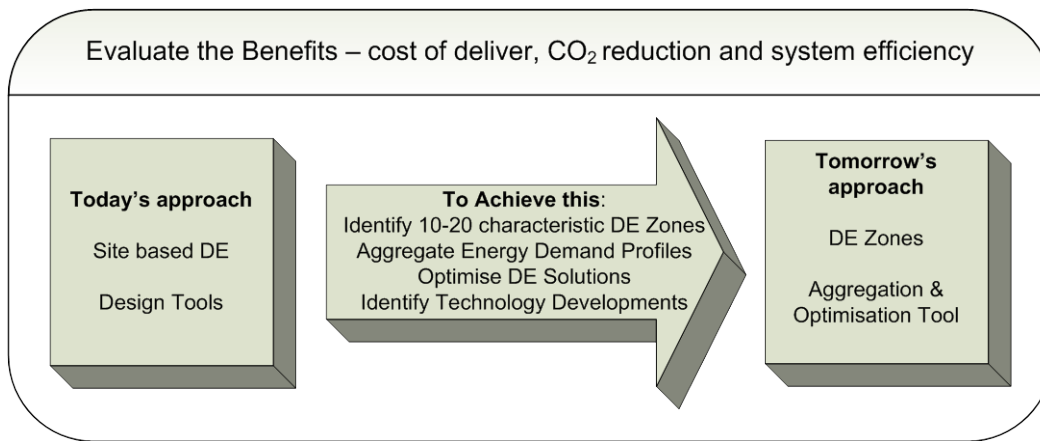 Evaluate the Benefits – cost of deliver, CO₂ reduction and system efficiency
Today's approach
Site based DE
Design Tools
To Achieve this:
Identify 10-20 characteristic DE Zones
Aggregate Energy Demand Profiles
Optimise DE Solutions
Identify Technology Developments
Tomorrow's
approach
DE Zones
Aggregation &
Optimisation Tool